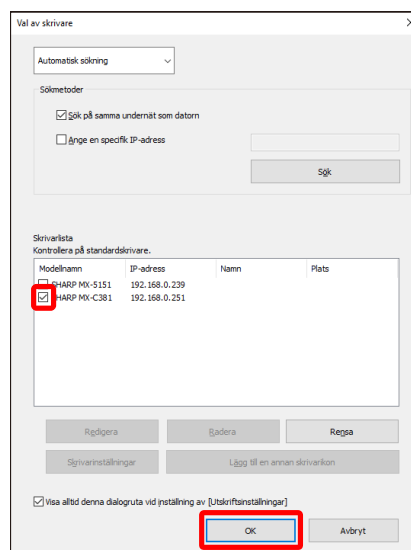 Val av skrivare
Automatisk sökning
Sökmetoder
Sök på samma undernät som datorn
Ange en specifik IP-adress
Sök
Skrivarlista
Kontrollera på standardskrivare.
Modellnamn IP-adress Namn Plats
SHARP MX-5151 192.168.0.239
SHARP MX-C381 192.168.0.251
Redigera Radera Rensa
Skrivarinställningar Lägg till en annan skrivarikon
Visa alltid denna dialogruta vid inställning av [Utskriftsinställningar]
OK Avbryt